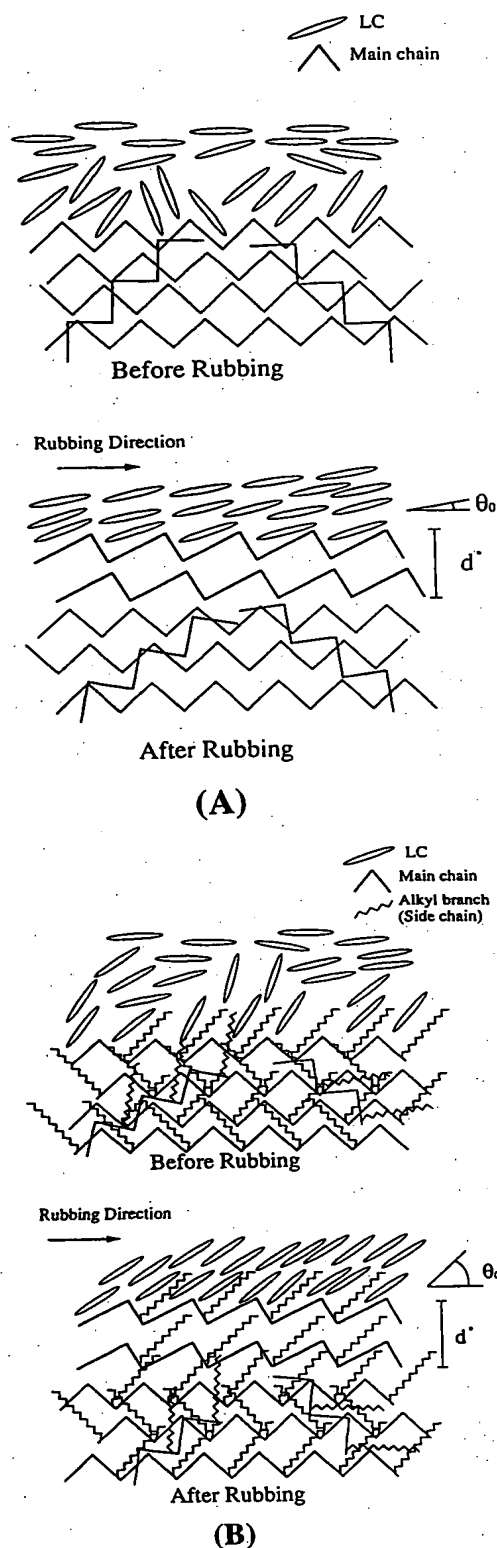 LC
Main chain
Before Rubbing
Rubbing Direction
θ₀
d*
After Rubbing
(A)
LC
Main chain
Alkyl branch
(Side chain)
Before Rubbing
Rubbing Direction
θ₀
d*
After Rubbing
(B)